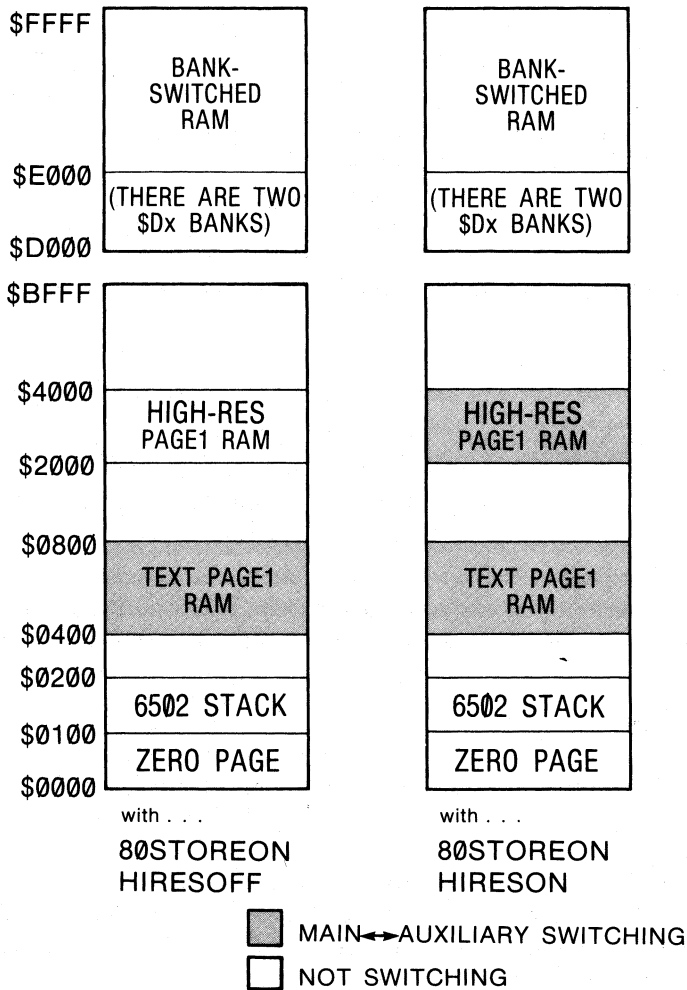 $FFFF
BANK-
SWITCHED
RAM
$E000
(THERE ARE TWO
$Dx BANKS)
$D000
$BFFF
$4000
HIGH-RES
PAGE1 RAM
$2000
$0800
TEXT PAGE1
RAM
$0400
$0200
6502 STACK
$0100
ZERO PAGE
$0000
with . . .
80STOREON
HIRESOFF
BANK-
SWITCHED
RAM
(THERE ARE TWO
$Dx BANKS)
HIGH-RES
PAGE1 RAM
TEXT PAGE1
RAM
6502 STACK
ZERO PAGE
with . . .
80STOREON
HIRESON
MAIN↔AUXILIARY SWITCHING
NOT SWITCHING